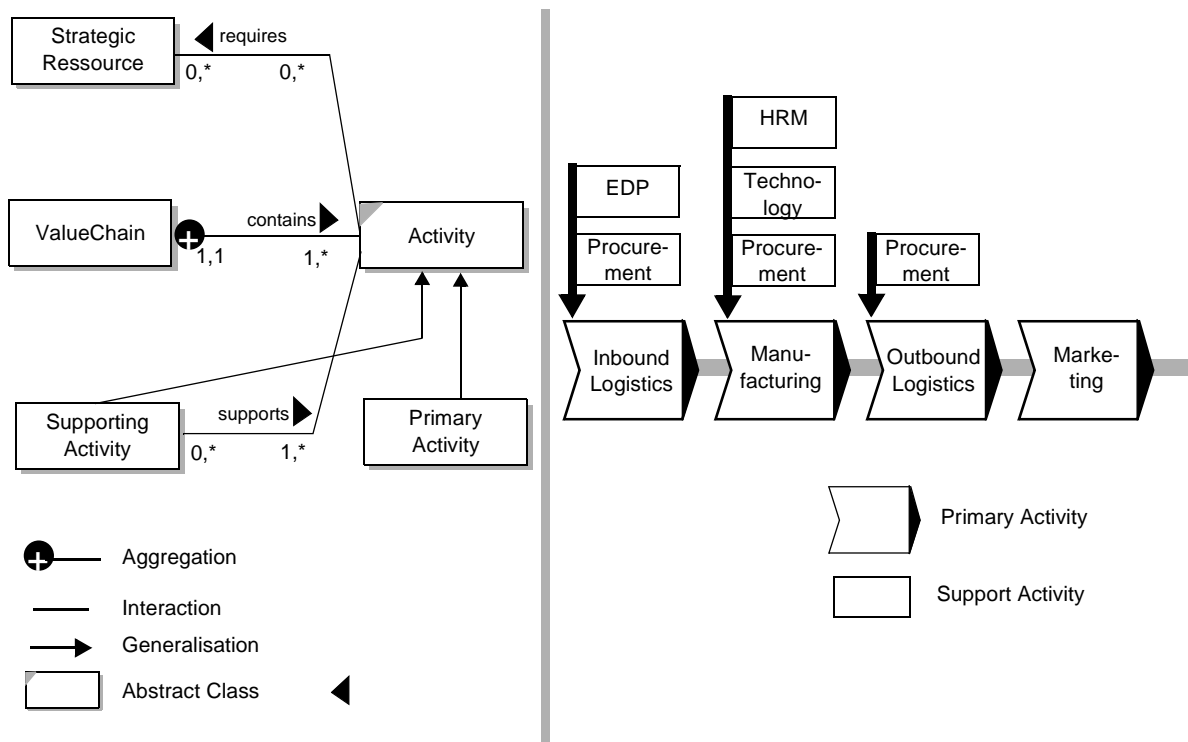 Strategic
Ressource
requires
0,*
0,*
ValueChain
contains
1,1
1,*
Activity
Supporting
Activity
supports
0,*
1,*
Primary
Activity
Aggregation
Interaction
Generalisation
Abstract Class
EDP
Procure-
ment
HRM
Techno-
logy
Procure-
ment
Procure-
ment
Inbound
Logistics
Manu-
facturing
Outbound
Logistics
Marke-
ting
Primary Activity
Support Activity